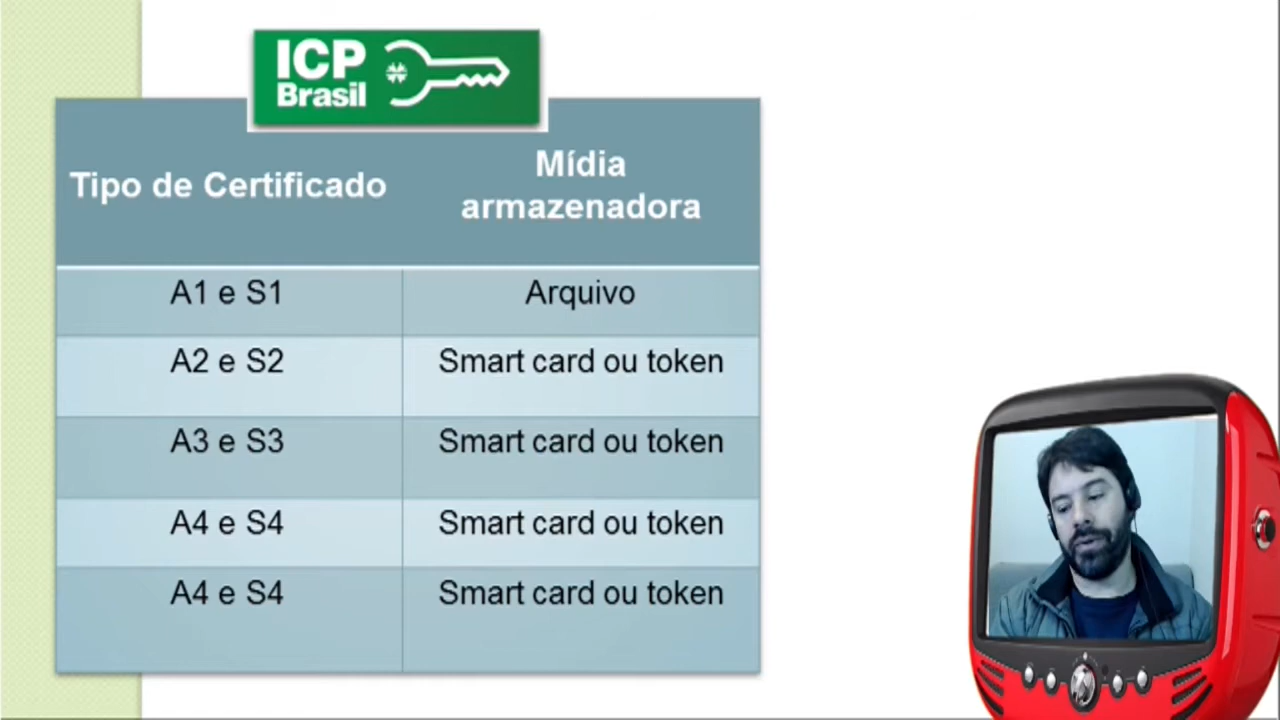 ICP
Brasil
Tipo de Certificado
Mídia
armazenadora
A1 e S1
Arquivo
A2 e S2
Smart card ou token
A3 e S3
Smart card ou token
A4 e S4
Smart card ou token
A4 e S4
Smart card ou token